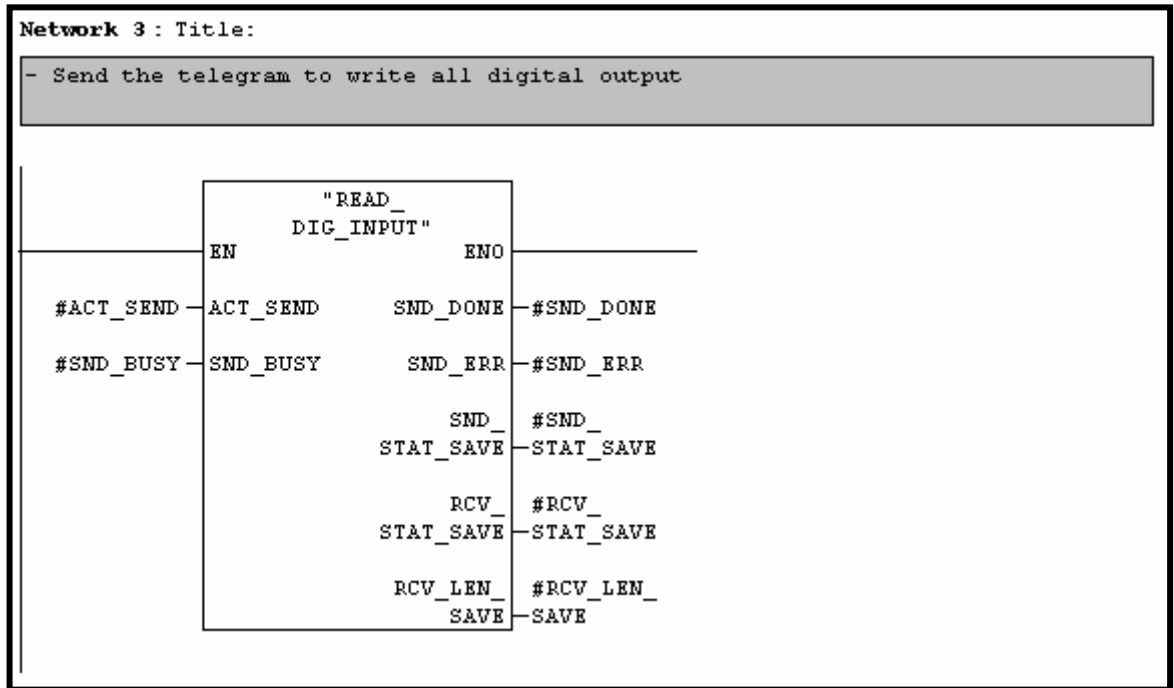 Network 3 : Title:
- Send the telegram to write all digital output
"READ_
DIG_INPUT"
EN ENO
#ACT_SEND ACT_SEND SND_DONE #SND_DONE
#SND_BUSY SND_BUSY SND_ERR #SND_ERR
SND_ #SND_
STAT_SAVE STAT_SAVE
RCV_ #RCV_
STAT_SAVE STAT_SAVE
RCV_LEN_ #RCV_LEN_
SAVE SAVE